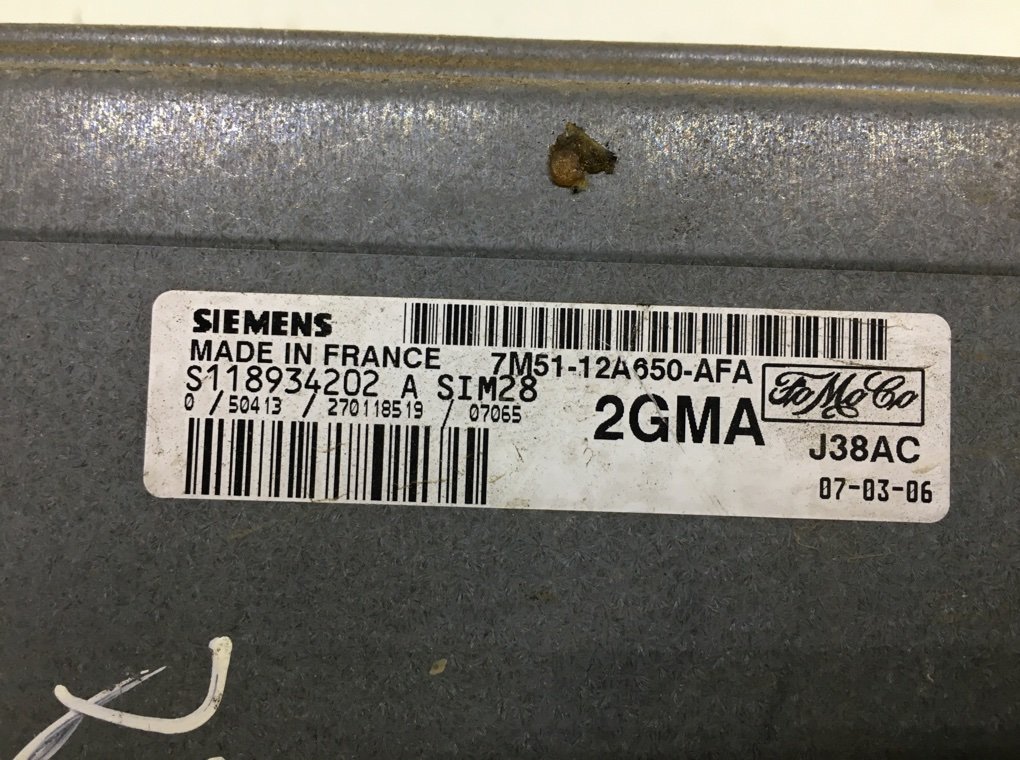 SIEMENS
MADE IN FRANCE 7M51-12A650-AFA
S118934202 A SIM28
0 / 50413 / 270118519 / 07065
2GMA
FoMoCo
J38AC
07-03-06